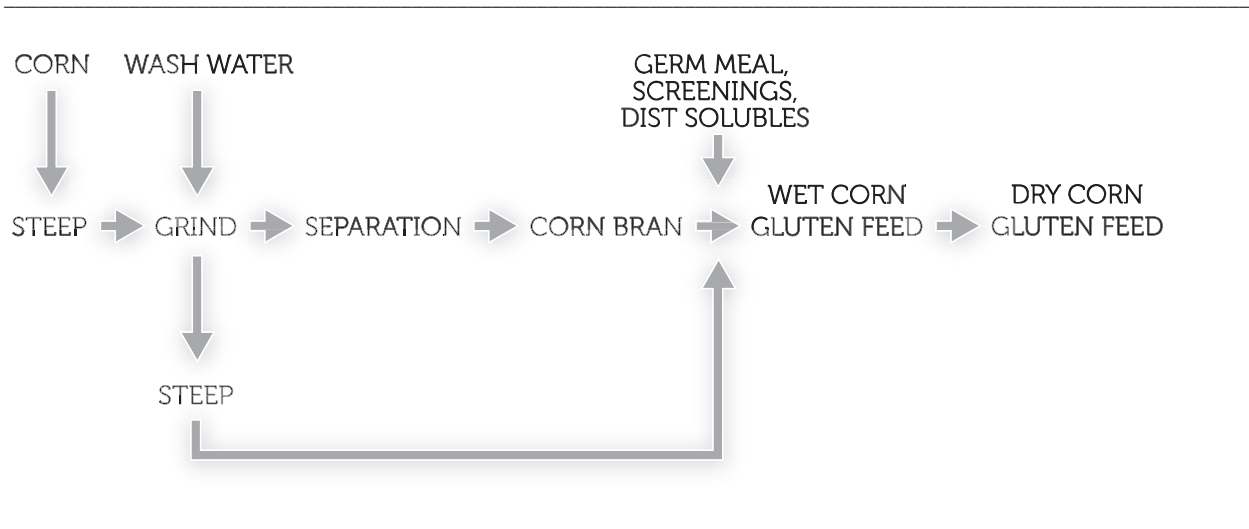 CORN
WASH WATER
GERM MEAL,
SCREENINGS,
DIST SOLUBLES
STEEP
GRIND
SEPARATION
CORN BRAN
WET CORN
GLUTEN FEED
DRY CORN
GLUTEN FEED
STEEP